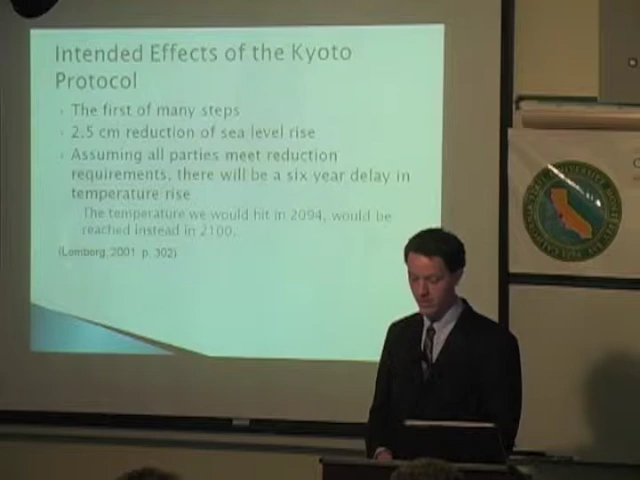 Intended Effects of the Kyoto
Protocol
The first of many steps
2.5 cm reduction of sea level rise
Assuming all parties meet reduction
requirements, there will be a six year delay in
temperature rise
The temperature we would hit in 2094, would be
reached instead in 2100.
(Lomborg, 2001 p. 302)